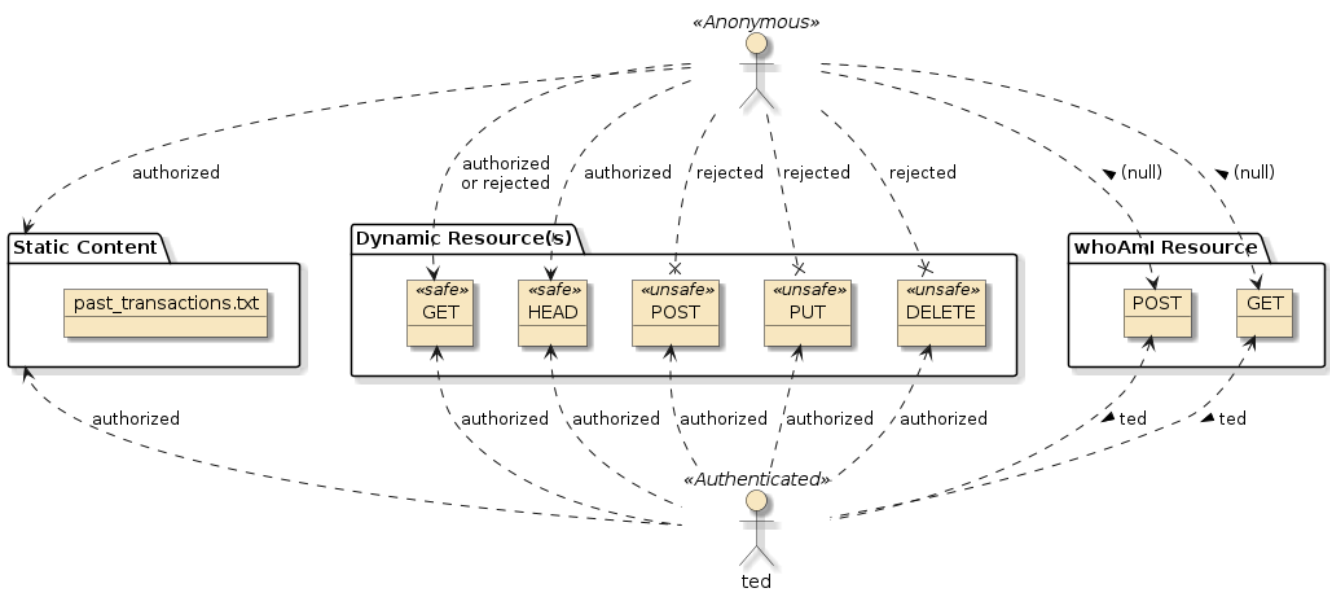 «Anonymous»
authorized
authorized
or rejected
authorized
rejected
rejected
rejected
(null)
(null)
Static Content
past_transactions.txt
Dynamic Resource(s)
«safe»
GET
«safe»
HEAD
«unsafe»
POST
«unsafe»
PUT
«unsafe»
DELETE
whoAmI Resource
POST
GET
authorized
authorized
authorized
authorized
authorized
authorized
ted
ted
«Authenticated»
ted